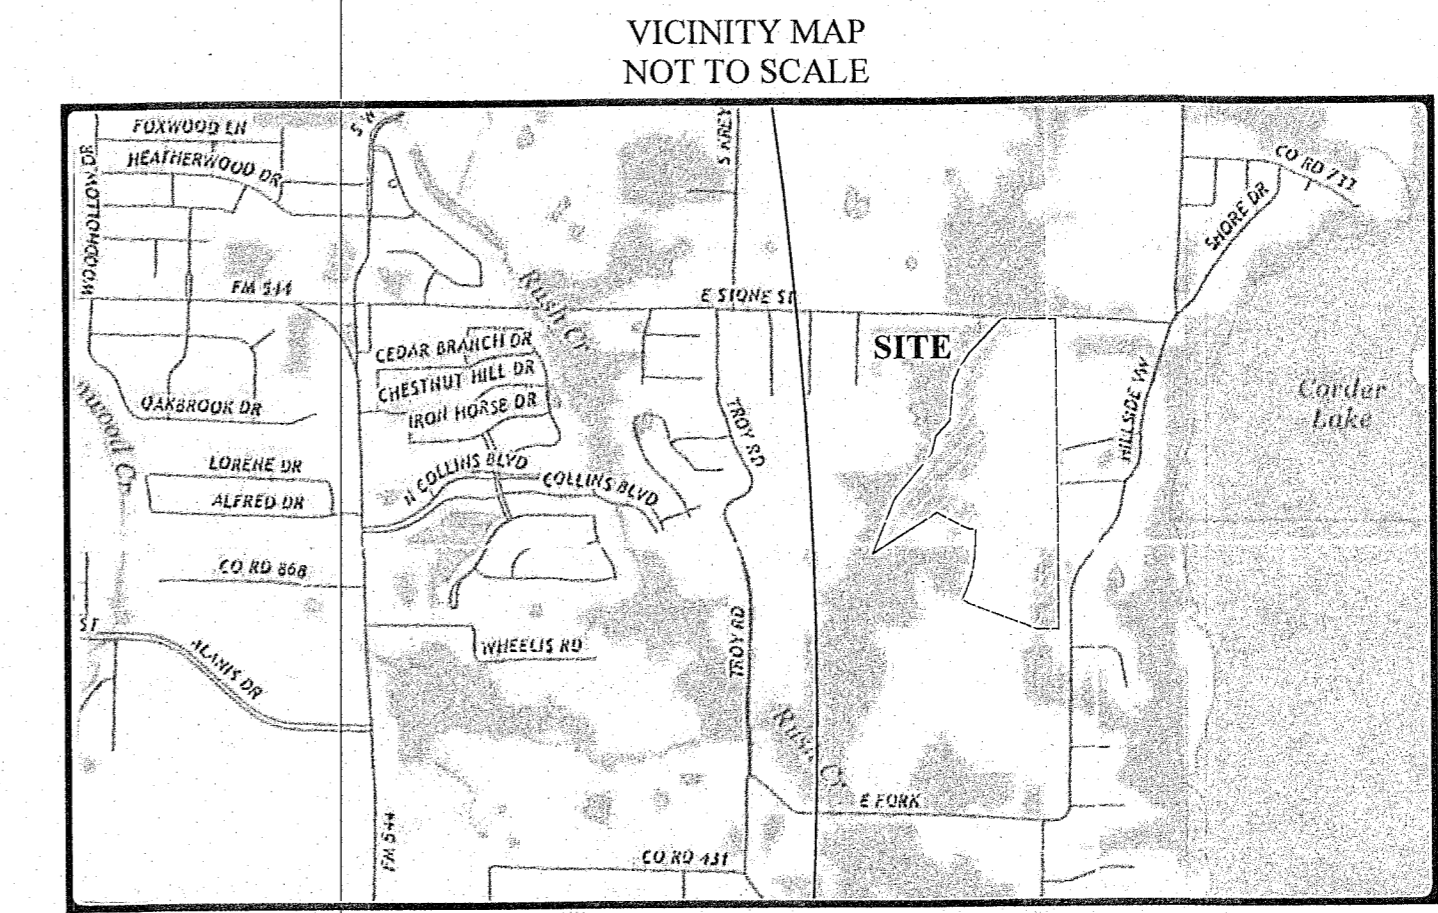 VICINITY MAP
NOT TO SCALE
FOXWOOD LN
HEATHERWOOD DR
WOODHOLLOW DR
S KREY
CO RD 733
SHORE DR
FM 544
Rush Cr
E STONE ST
CEDAR BRANCH DR
CHESTNUT HILL DR
IRON HORSE DR
SITE
HILLSIDE VW
Corder
Lake
OAKBROOK DR
TROY RD
LORENE DR
N COLLINS BLVD
COLLINS BLVD
ALFRED DR
CO RD 868
ST
ALANIS DR
WHEELIS RD
TROY RD
Rush Cr
E FORK
FM 544
CO RD 431